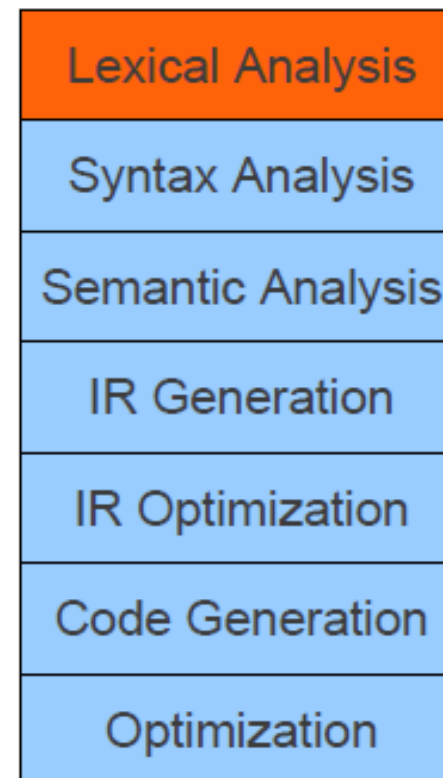 Lexical Analysis
Syntax Analysis
Semantic Analysis
IR Generation
IR Optimization
Code Generation
Optimization